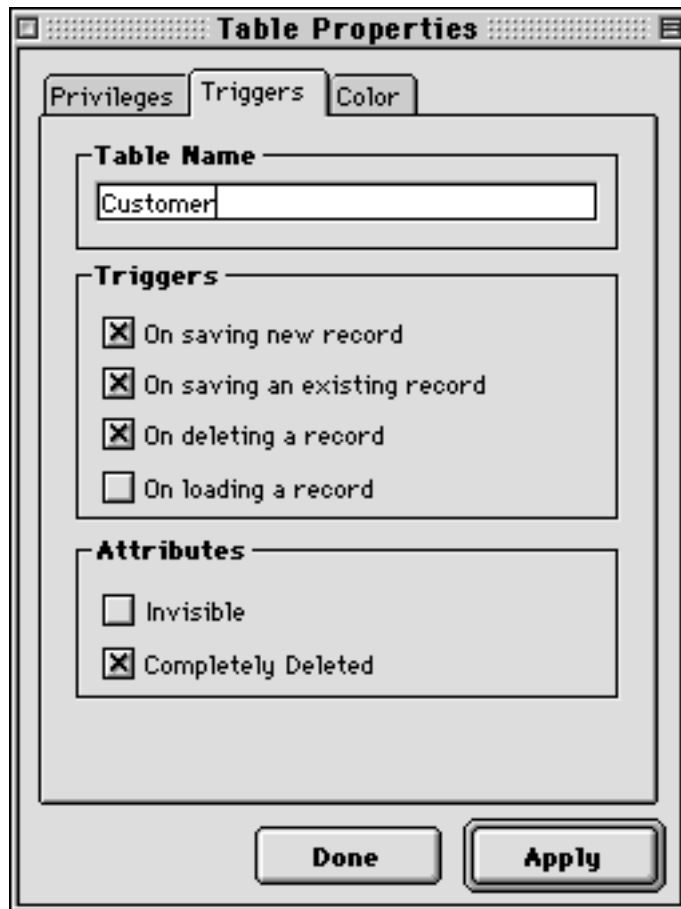 Table Properties
Privileges Triggers Color
Table Name
Customer
Triggers
On saving new record
On saving an existing record
On deleting a record
On loading a record
Attributes
Invisible
Completely Deleted
Done Apply